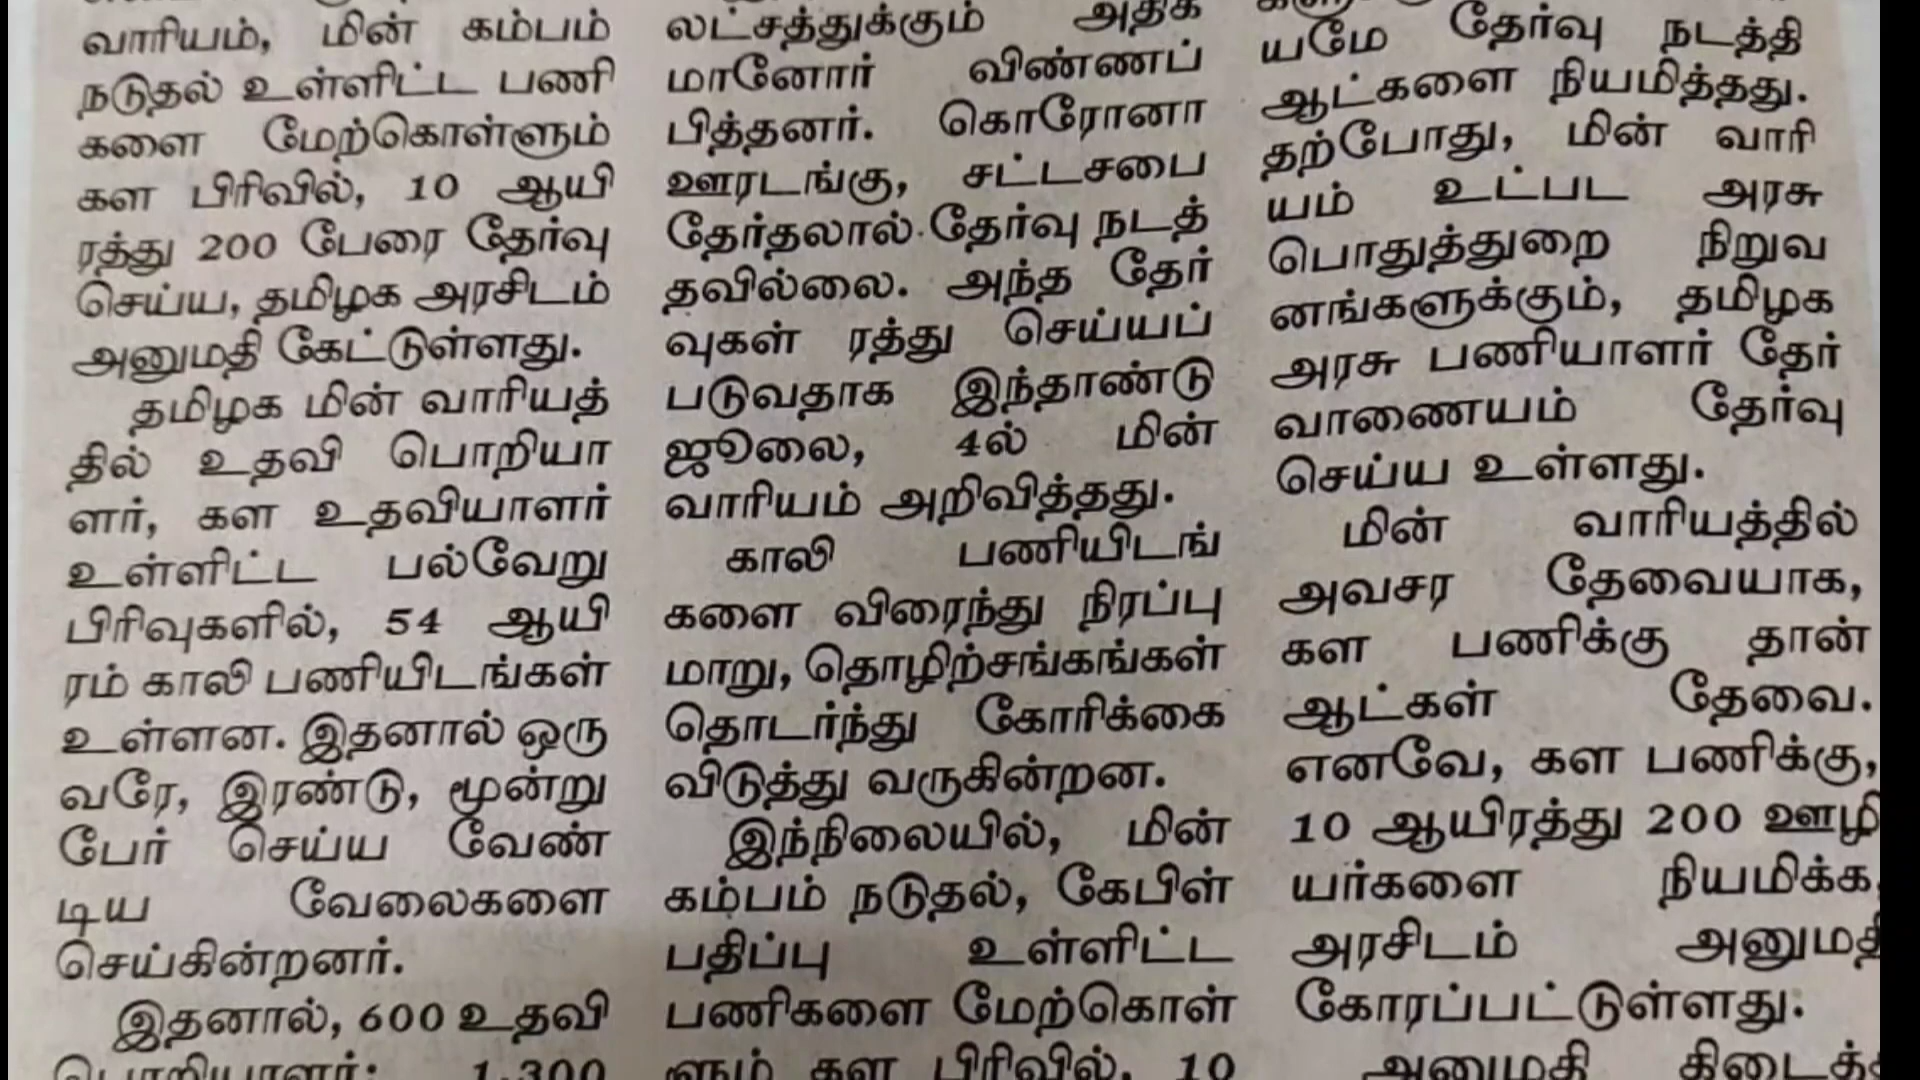 வாரியம், மின் கம்பம்
நடுதல் உள்ளிட்ட பணி
களை மேற்கொள்ளும்
கள பிரிவில், 10 ஆயி
ரத்து 200 பேரை தேர்வு
செய்ய, தமிழக அரசிடம்
அனுமதி கேட்டுள்ளது.
தமிழக மின் வாரியத்
தில் உதவி பொறியா
ளர், கள உதவியாளர்
உள்ளிட்ட பல்வேறு
பிரிவுகளில், 54 ஆயி
ரம் காலி பணியிடங்கள்
உள்ளன. இதனால் ஒரு
வரே, இரண்டு, மூன்று
பேர் செய்ய வேண்
டிய வேலைகளை
செய்கின்றனர்.
இதனால், 600 உதவி
பொறியாளர்; 1,300
லட்சத்துக்கும் அதிக
மானோர் விண்ணப்
பித்தனர். கொரோனா
ஊரடங்கு, சட்டசபை
தேர்தலால் தேர்வு நடத்
தவில்லை. அந்த தேர்
வுகள் ரத்து செய்யப்
படுவதாக இந்தாண்டு
ஜூலை, 4ல் மின்
வாரியம் அறிவித்தது.
காலி பணியிடங்
களை விரைந்து நிரப்பு
மாறு, தொழிற்சங்கங்கள்
தொடர்ந்து கோரிக்கை
விடுத்து வருகின்றன.
இந்நிலையில், மின்
கம்பம் நடுதல், கேபிள்
பதிப்பு உள்ளிட்ட
பணிகளை மேற்கொள்
ளும் கள பிரிவில், 10
யமே தேர்வு நடத்தி
ஆட்களை நியமித்தது.
தற்போது, மின் வாரி
யம் உட்பட அரசு
பொதுத்துறை நிறுவ
னங்களுக்கும், தமிழக
அரசு பணியாளர் தேர்
வாணையம் தேர்வு
செய்ய உள்ளது.
மின் வாரியத்தில்
அவசர தேவையாக,
கள பணிக்கு தான்
ஆட்கள் தேவை.
எனவே, கள பணிக்கு,
10 ஆயிரத்து 200 ஊழி
யர்களை நியமிக்க
அரசிடம் அனுமதி
கோரப்பட்டுள்ளது.
அனுமதி